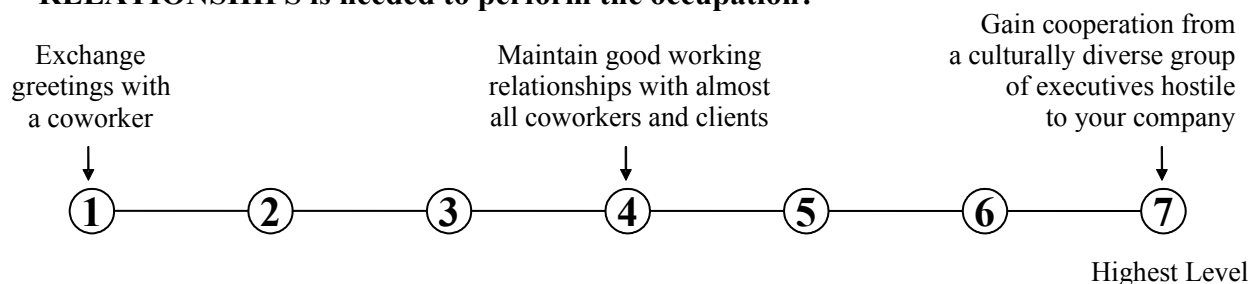 RELATIONSHIPS is needed to perform the occupation?
Exchange
greetings with
a coworker
Maintain good working
relationships with almost
all coworkers and clients
Gain cooperation from
a culturally diverse group
of executives hostile
to your company
1 2 3 4 5 6 7
Highest Level